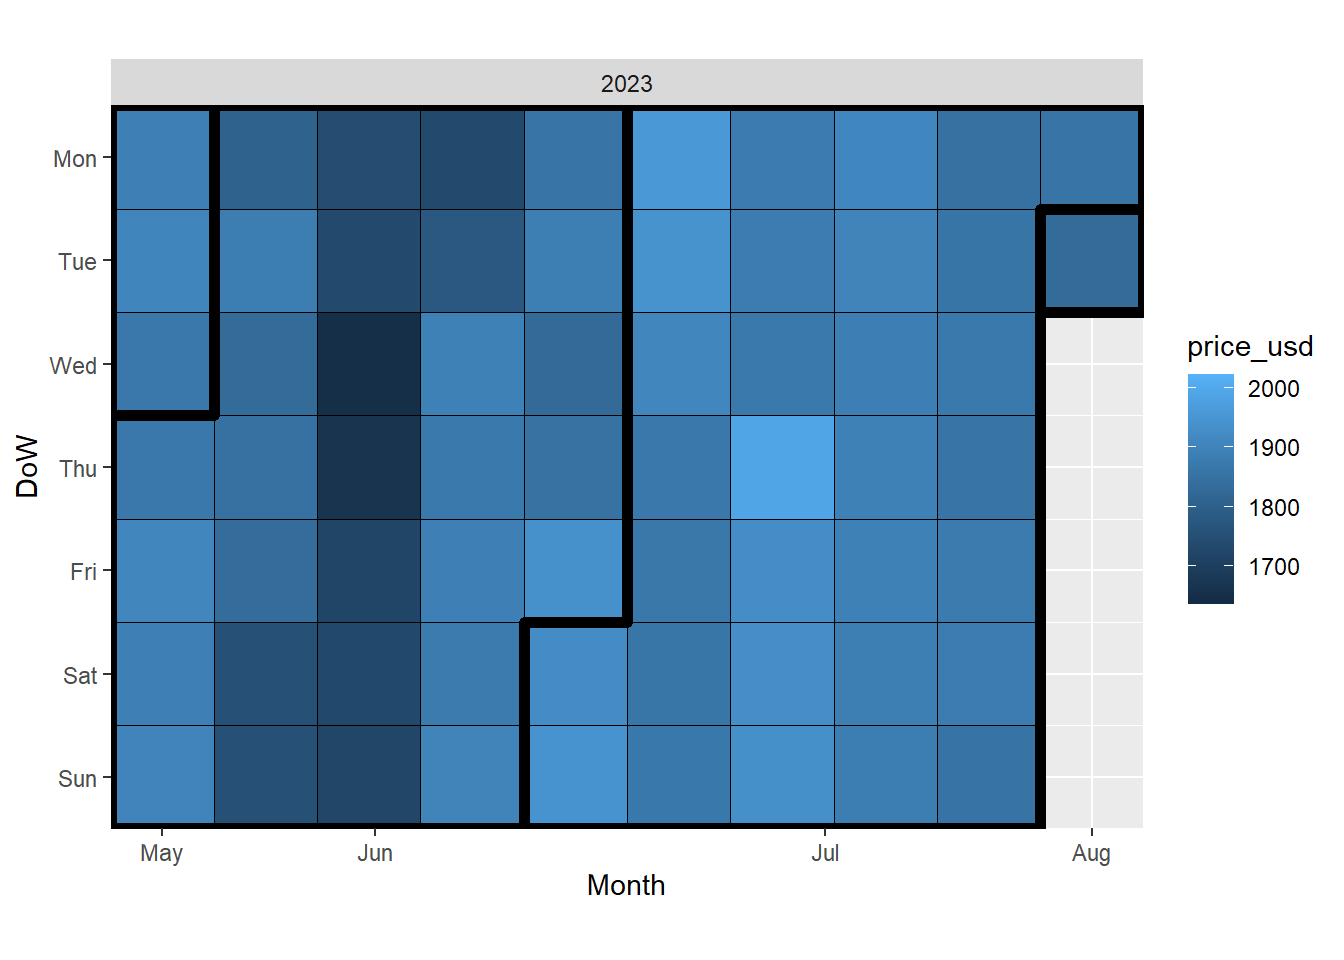 2023
Mon
Tue
Wed
Thu
Fri
Sat
Sun
DoW
May Jun Jul Aug
Month
price_usd
2000
1900
1800
1700